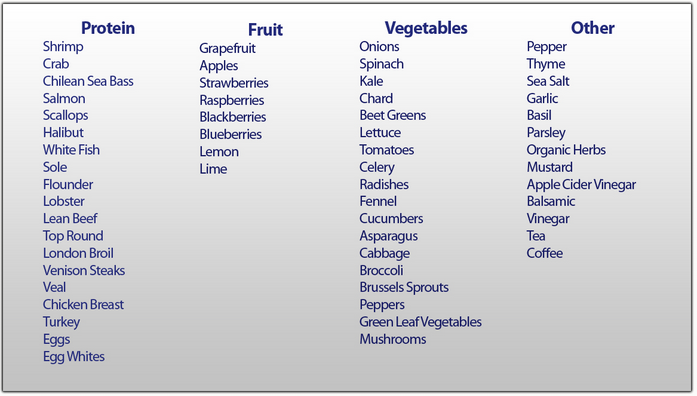 Protein
Shrimp
Crab
Chilean Sea Bass
Salmon
Scallops
Halibut
White Fish
Sole
Flounder
Lobster
Lean Beef
Top Round
London Broil
Venison Steaks
Veal
Chicken Breast
Turkey
Eggs
Egg Whites
Fruit
Grapefruit
Apples
Strawberries
Raspberries
Blackberries
Blueberries
Lemon
Lime
Vegetables
Onions
Spinach
Kale
Chard
Beet Greens
Lettuce
Tomatoes
Celery
Radishes
Fennel
Cucumbers
Asparagus
Cabbage
Broccoli
Brussels Sprouts
Peppers
Green Leaf Vegetables
Mushrooms
Other
Pepper
Thyme
Sea Salt
Garlic
Basil
Parsley
Organic Herbs
Mustard
Apple Cider Vinegar
Balsamic
Vinegar
Tea
Coffee